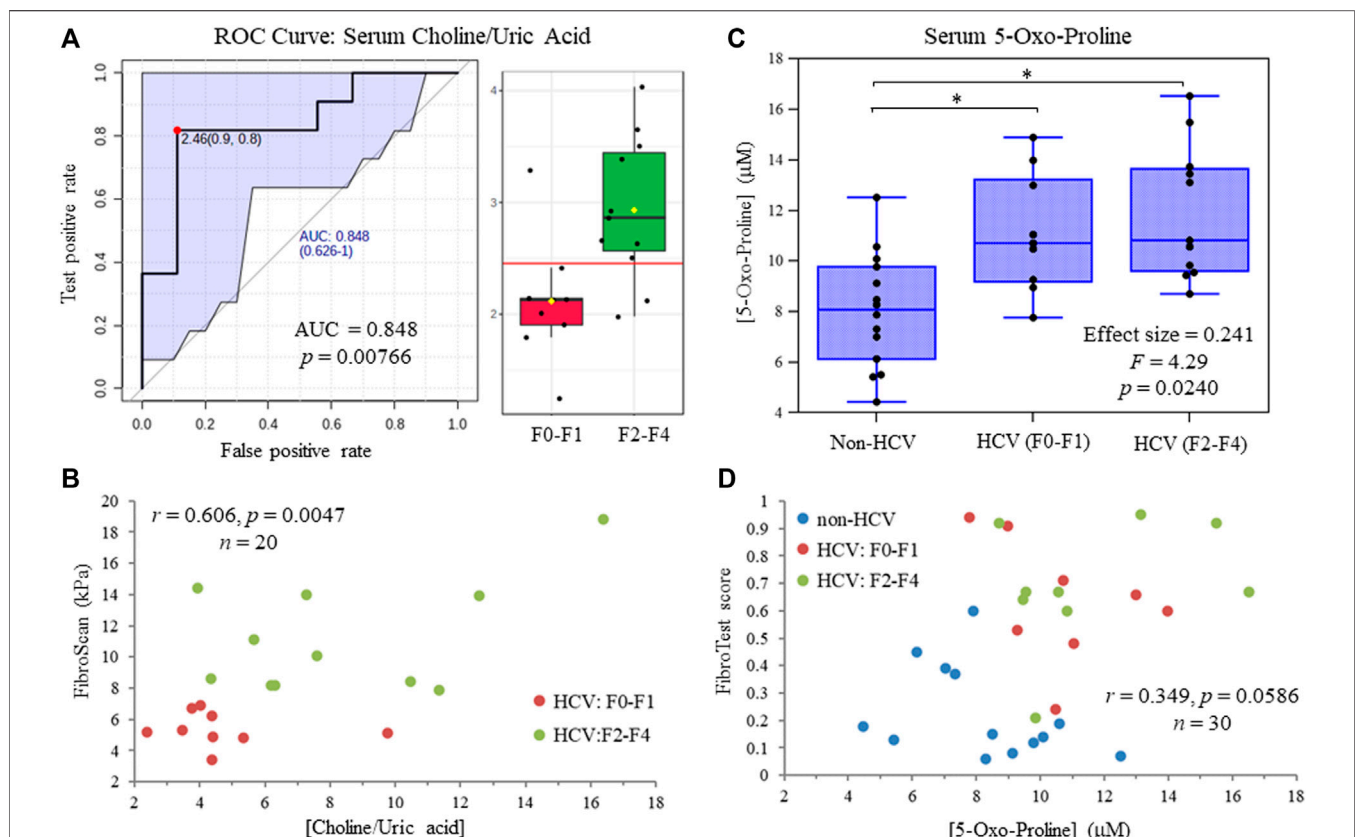 A
ROC Curve: Serum Choline/Uric Acid
Test positive rate
1.0
0.8
0.6
0.4
0.2
0.0
2.46(0.9, 0.8)
AUC: 0.848
(0.626-1)
AUC = 0.848
p = 0.00766
0.0
0.2
0.4
0.6
0.8
1.0
False positive rate
4
3
2
F0-F1
F2-F4
C
Serum 5-Oxo-Proline
[5-Oxo-Proline] (μM)
18
16
14
12
10
8
6
4
*
*
Effect size = 0.241
F = 4.29
p = 0.0240
Non-HCV
HCV (F0-F1)
HCV (F2-F4)
B
FibroScan (kPa)
20
18
16
14
12
10
8
6
4
2
r = 0.606, p = 0.0047
n = 20
HCV: F0-F1
HCV:F2-F4
2
4
6
8
10
12
14
16
18
[Choline/Uric acid]
D
FibroTest score
1
0.9
0.8
0.7
0.6
0.5
0.4
0.3
0.2
0.1
0
non-HCV
HCV: F0-F1
HCV: F2-F4
r = 0.349, p = 0.0586
n = 30
2
4
6
8
10
12
14
16
18
[5-Oxo-Proline] (μM)